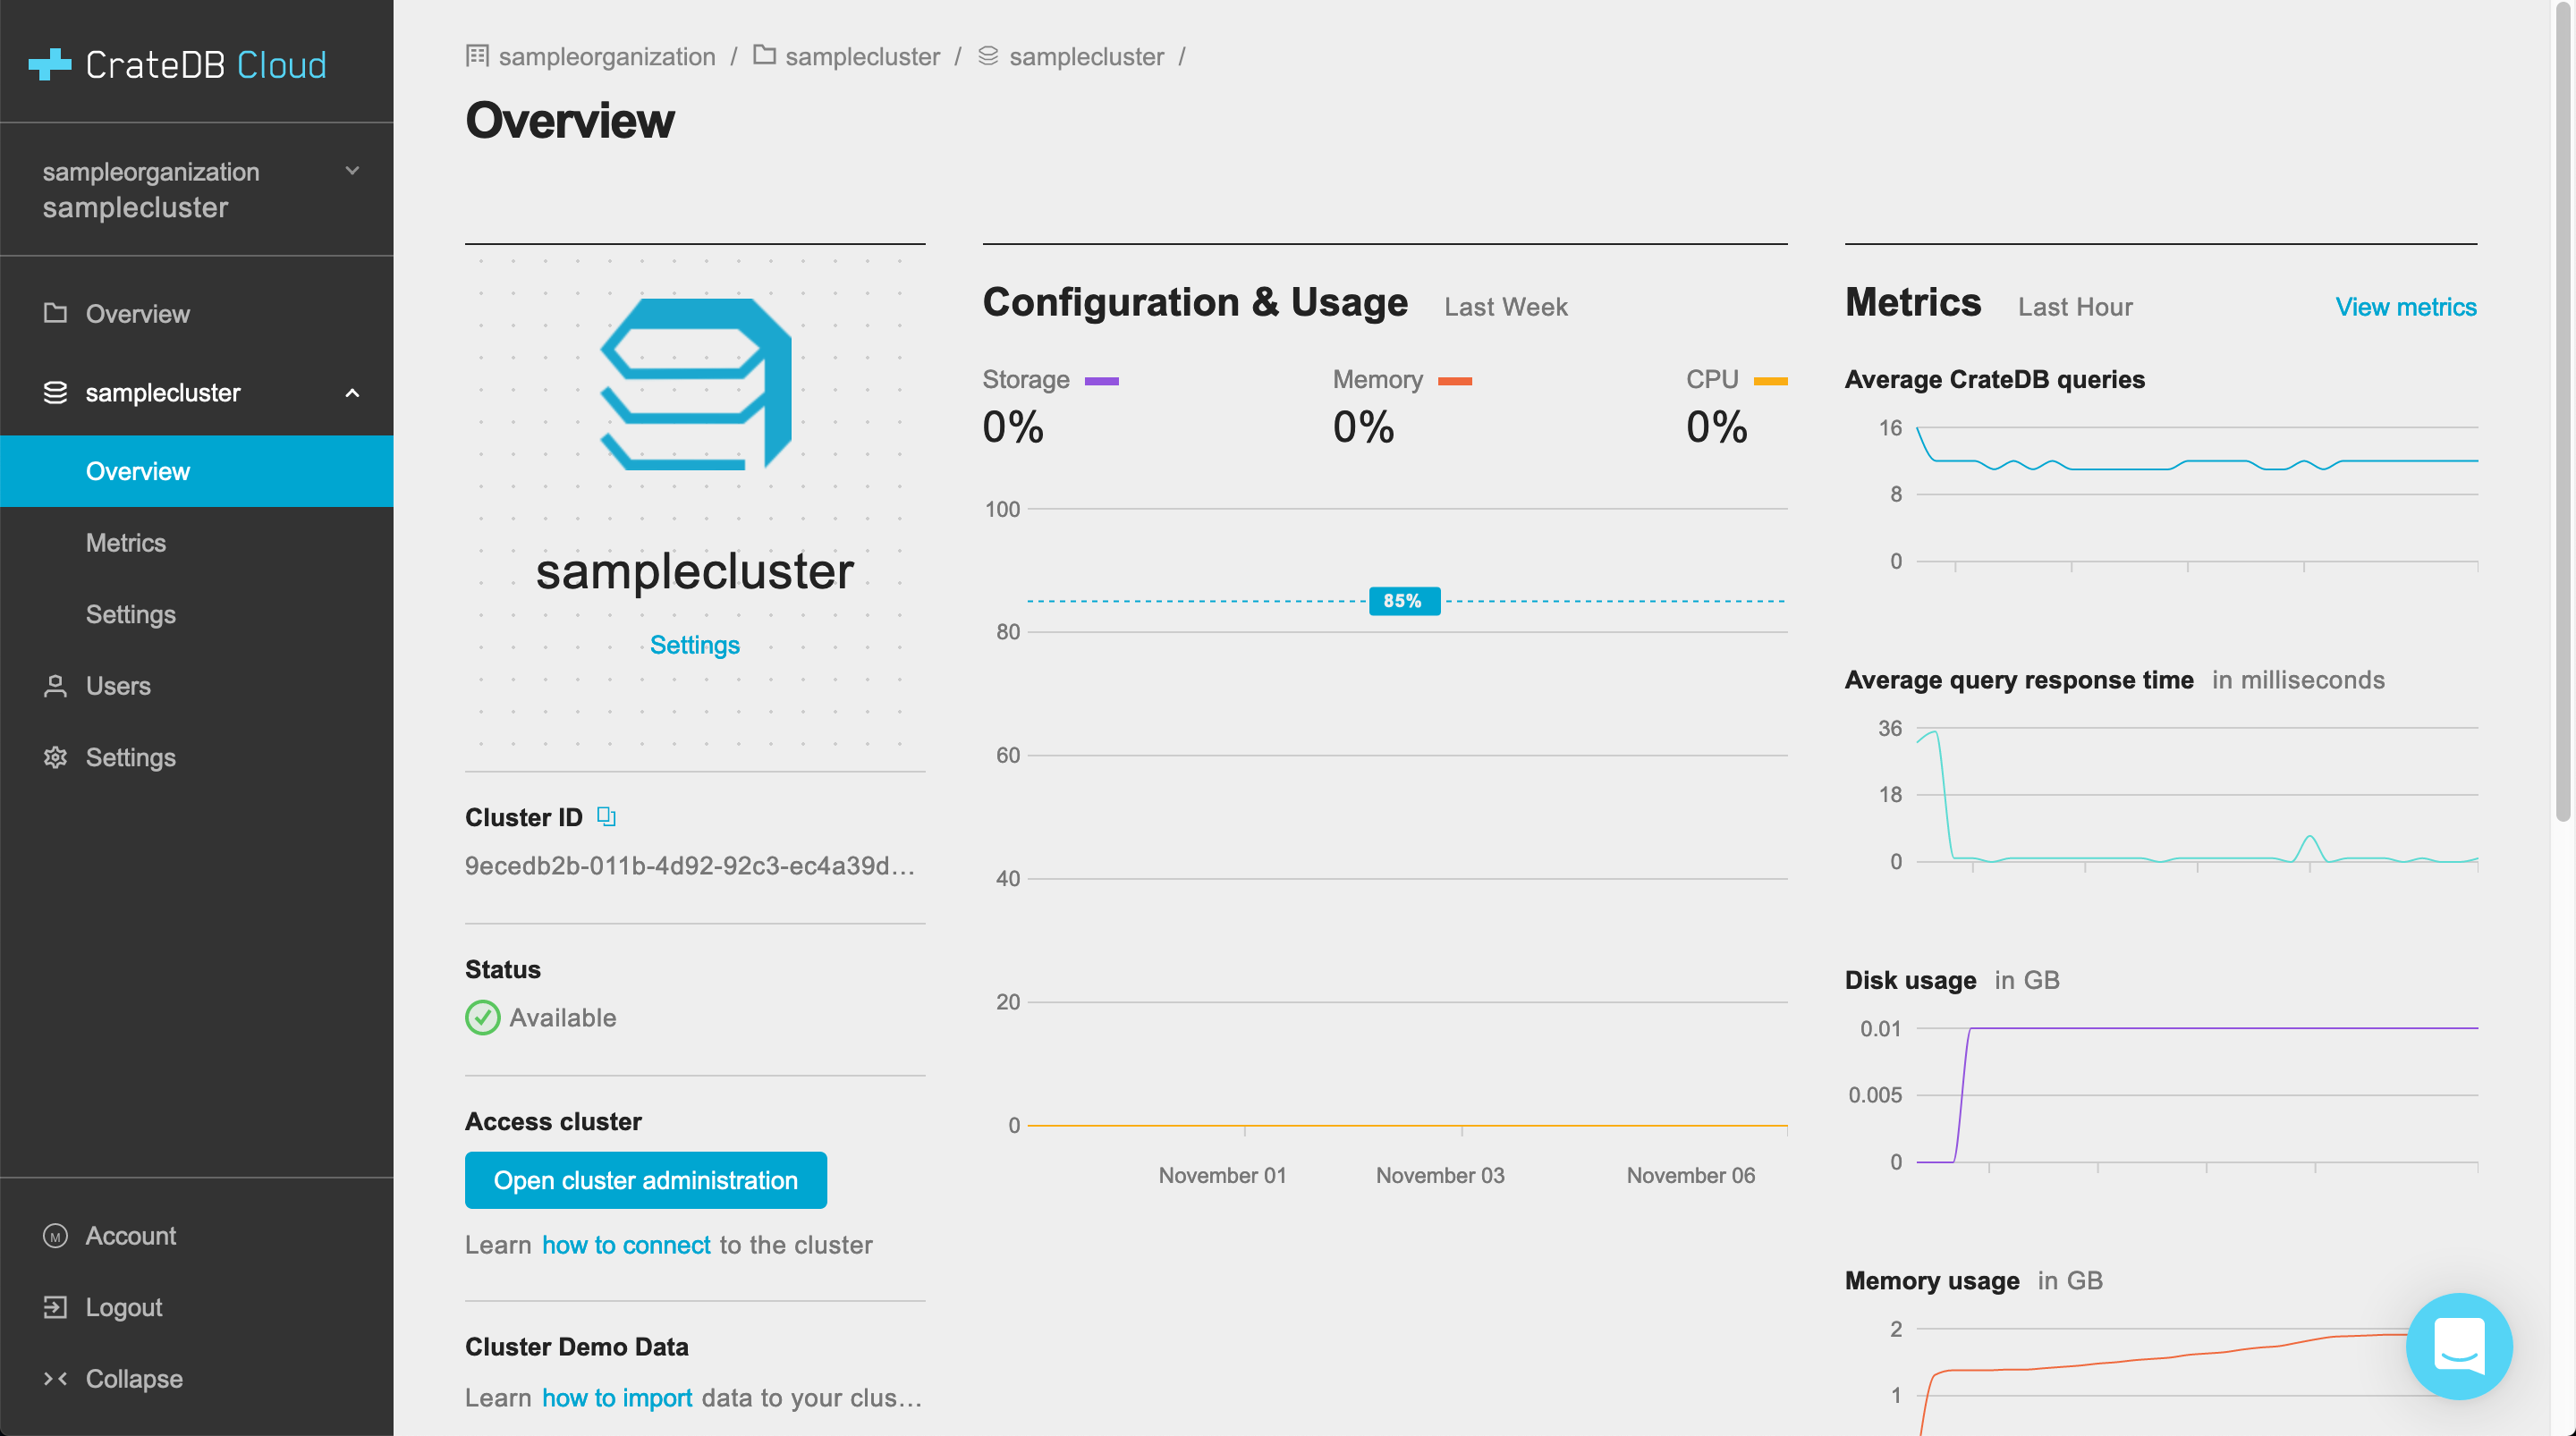 CrateDB Cloud
sampleorganization
samplecluster
Overview
samplecluster
Overview
Metrics
Settings
Users
Settings
M
Account
Logout
Collapse
sampleorganization / samplecluster / samplecluster /
Overview
samplecluster
Settings
Cluster ID
9ecedb2b-011b-4d92-92c3-ec4a39d...
Status
Available
Access cluster
Open cluster administration
Learn how to connect to the cluster
Cluster Demo Data
Learn how to import data to your clus...
Configuration & Usage Last Week
Storage Memory CPU
0% 0% 0%
100
85%
80
60
40
20
0
November 01 November 03 November 06
Metrics Last Hour View metrics
Average CrateDB queries
16
8
0
Average query response time in milliseconds
36
18
0
Disk usage in GB
0.01
0.005
0
Memory usage in GB
2
1